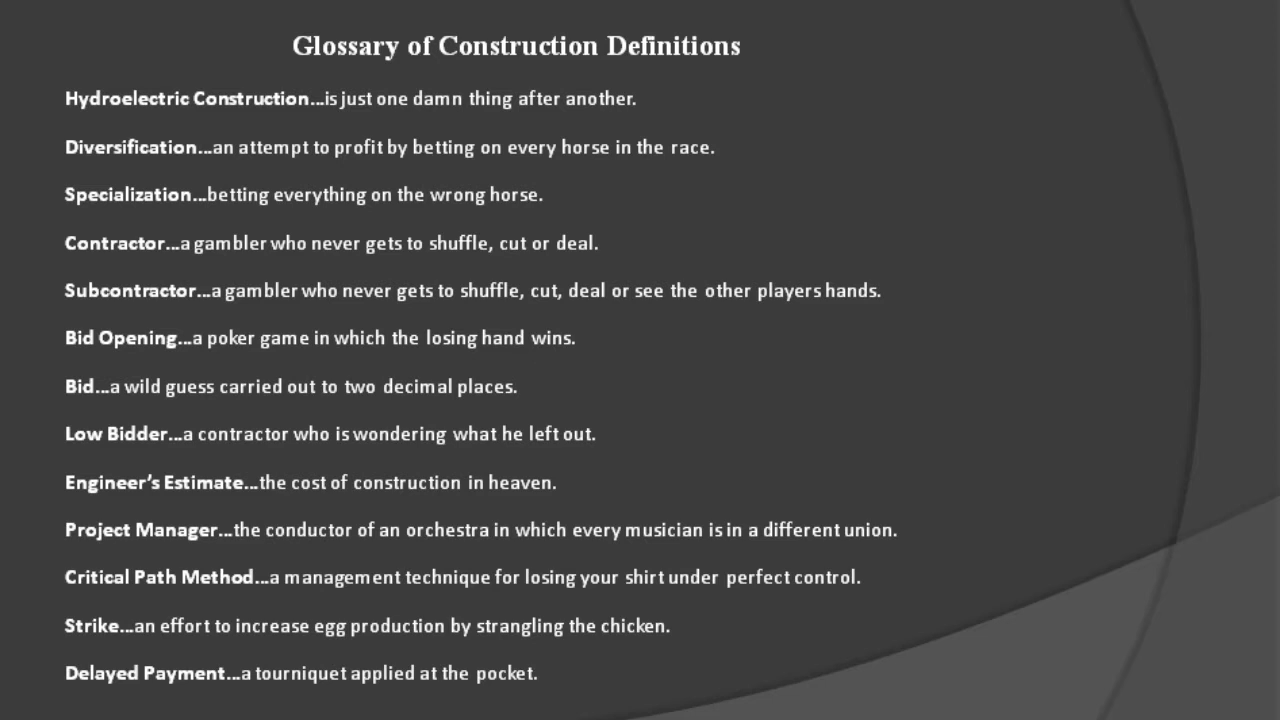 Glossary of Construction Definitions
Hydroelectric Construction...is just one damn thing after another.
Diversification...an attempt to profit by betting on every horse in the race.
Specialization...betting everything on the wrong horse.
Contractor...a gambler who never gets to shuffle, cut or deal.
Subcontractor...a gambler who never gets to shuffle, cut, deal or see the other players hands.
Bid Opening...a poker game in which the losing hand wins.
Bid...a wild guess carried out to two decimal places.
Low Bidder...a contractor who is wondering what he left out.
Engineer’s Estimate...the cost of construction in heaven.
Project Manager...the conductor of an orchestra in which every musician is in a different union.
Critical Path Method...a management technique for losing your shirt under perfect control.
Strike...an effort to increase egg production by strangling the chicken.
Delayed Payment...a tourniquet applied at the pocket.